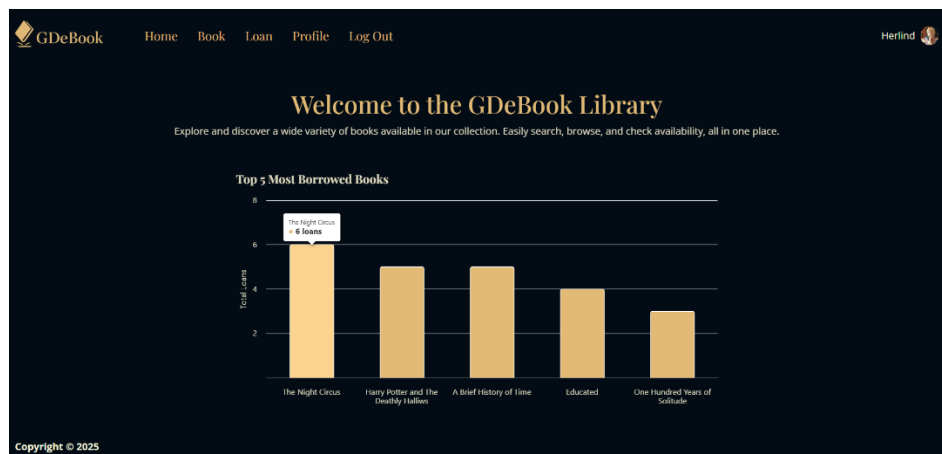 GDeBook
Home Book Loan Profile Log Out
Herlind
Welcome to the GDeBook Library
Explore and discover a wide variety of books available in our collection. Easily search, browse, and check availability, all in one place.
Top 5 Most Borrowed Books
8
The Night Circus
6 loans
6
Total Loans
4
2
The Night Circus
Harry Potter and The
Deathly Halliws
A Brief History of Time
Educated
One Hundred Years of
Solitude
Copyright © 2025